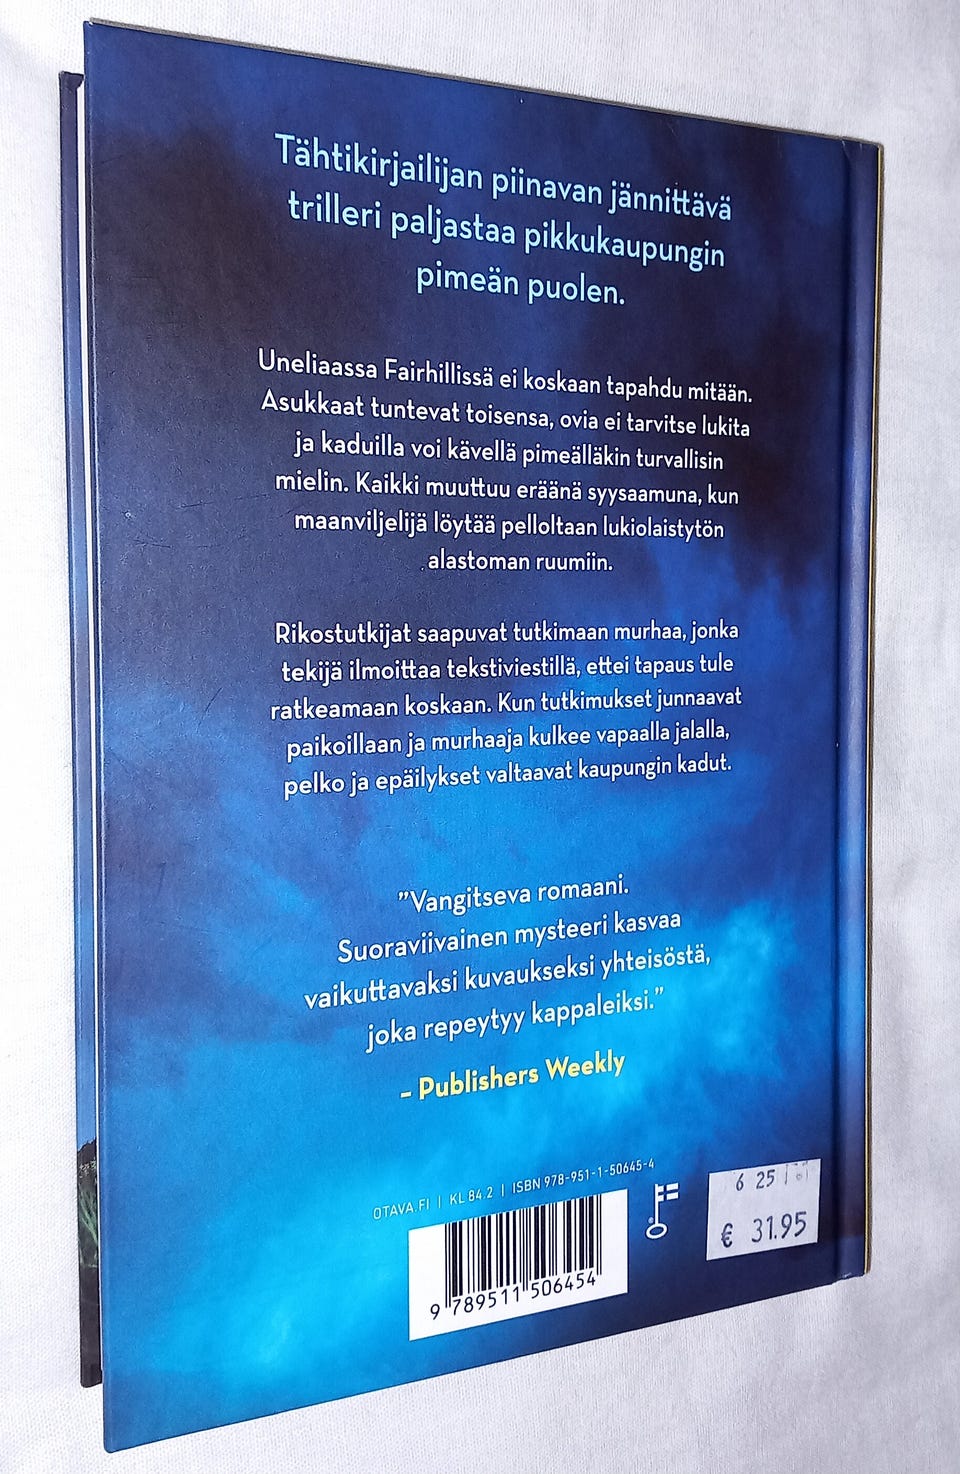 Tähtikirjailijan piinavan jännittävä
trilleri paljastaa pikkukaupungin
pimeän puolen.
Uneliaassa Fairhillissä ei koskaan tapahdu mitään.
Asukkaat tuntevat toisensa, ovia ei tarvitse lukita
ja kaduilla voi kävellä pimeälläkin turvallisin
mielin. Kaikki muuttuu eräänä syysaamuna, kun
maanviljelijä löytää pelloltaan lukiolaistytön
alastoman ruumiin.
Rikostutkijat saapuvat tutkimaan murhaa, jonka
tekijä ilmoittaa tekstiviestillä, ettei tapaus tule
ratkeamaan koskaan. Kun tutkimukset junnaavat
paikoillaan ja murhaaja kulkee vapaalla jalalla,
pelko ja epäilykset valtaavat kaupungin kadut.
”Vangitseva romaani.
Suoraviivainen mysteeri kasvaa
vaikuttavaksi kuvaukseksi yhteisöstä,
joka repeytyy kappaleiksi.”
– Publishers Weekly
OTAVA.FI | KL 84.2 | ISBN 978-951-1-50645-4
9 789511 506454
6 25
€ 31.95